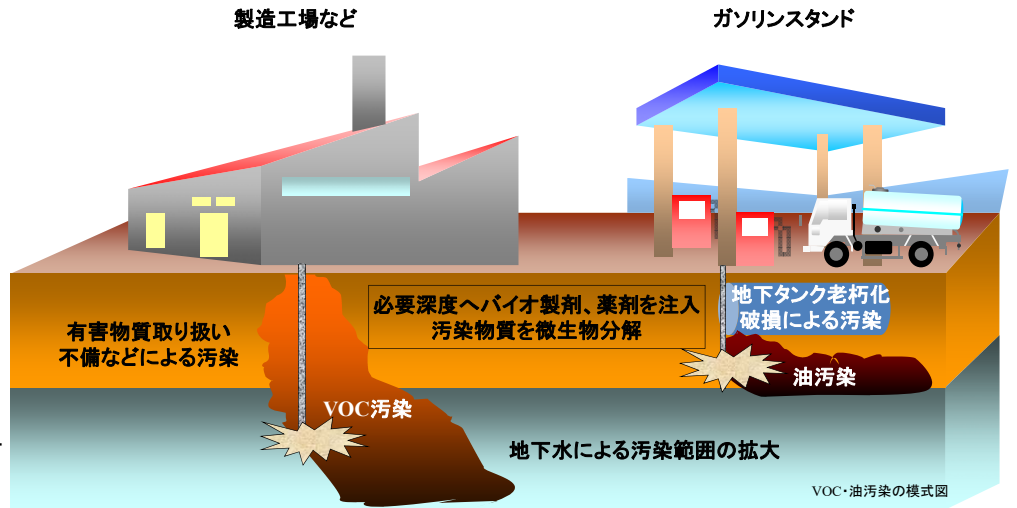 製造工場など
ガソリンスタンド
必要深度へバイオ製剤、薬剤を注入
汚染物質を微生物分解
地下タンク老朽化
破損による汚染
有害物質取り扱い
不備などによる汚染
油汚染
VOC汚染
地下水による汚染範囲の拡大
VOC・油汚染の模式図